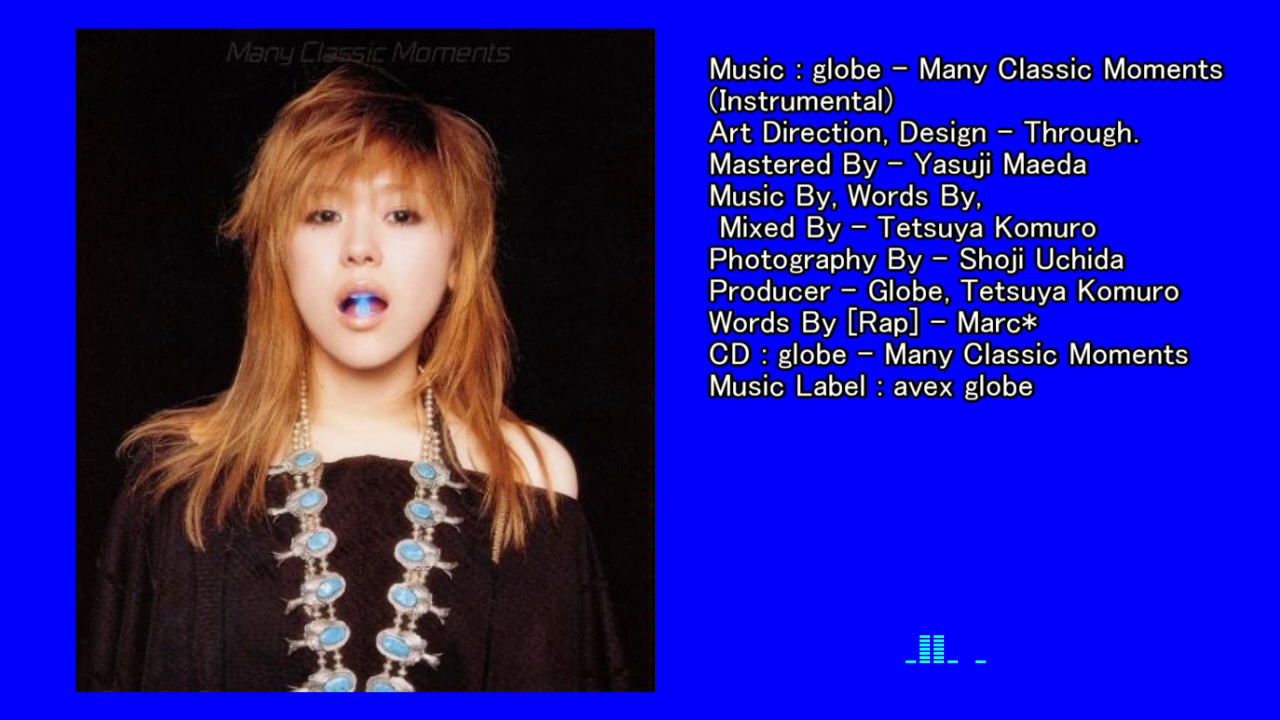 Many Classic Moments
Music : globe - Many Classic Moments
(Instrumental)
Art Direction, Design - Through.
Mastered By - Yasuji Maeda
Music By, Words By,
Mixed By - Tetsuya Komuro
Photography By - Shoji Uchida
Producer - Globe, Tetsuya Komuro
Words By [Rap] - Marc*
CD : globe - Many Classic Moments
Music Label : avex globe